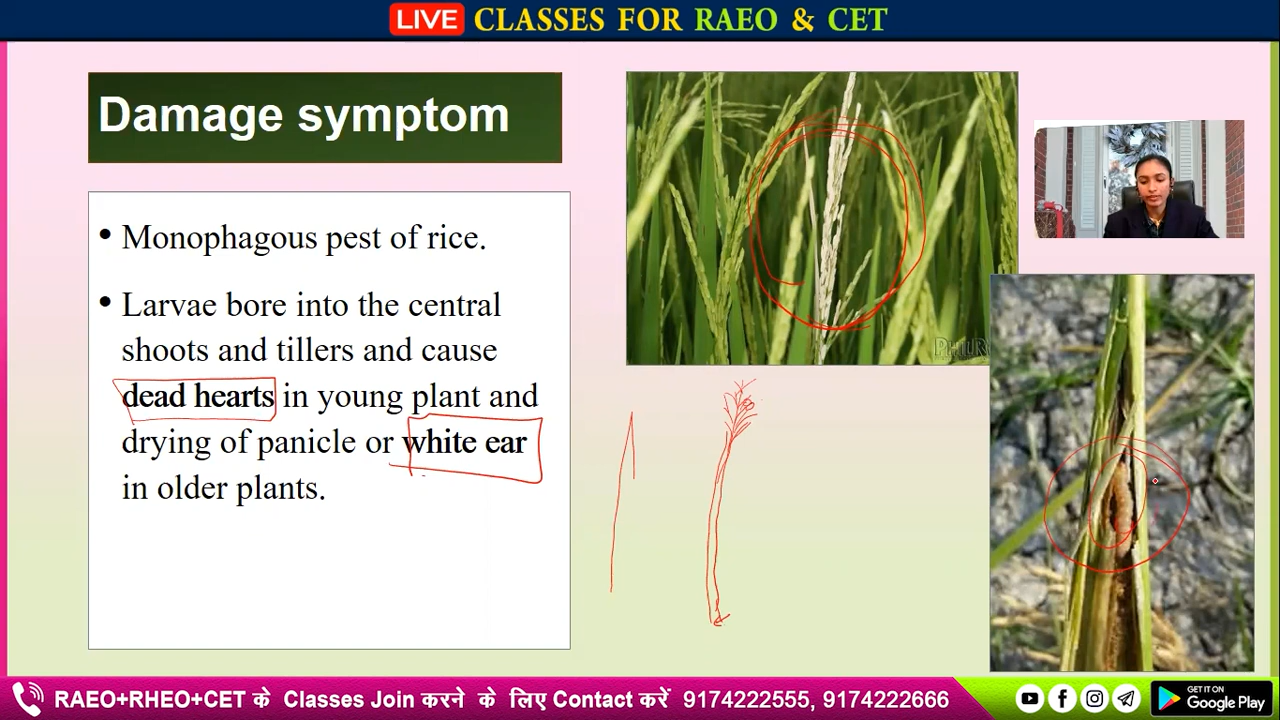 LIVE CLASSES FOR RAEO & CET
Damage symptom
• Monophagous pest of rice.
• Larvae bore into the central
shoots and tillers and cause
dead hearts in young plant and
drying of panicle or white ear
in older plants.
RAEO+RHEO+CET के Classes Join करने के लिए Contact करें 9174222555, 9174222666
GET IT ON
Google Play